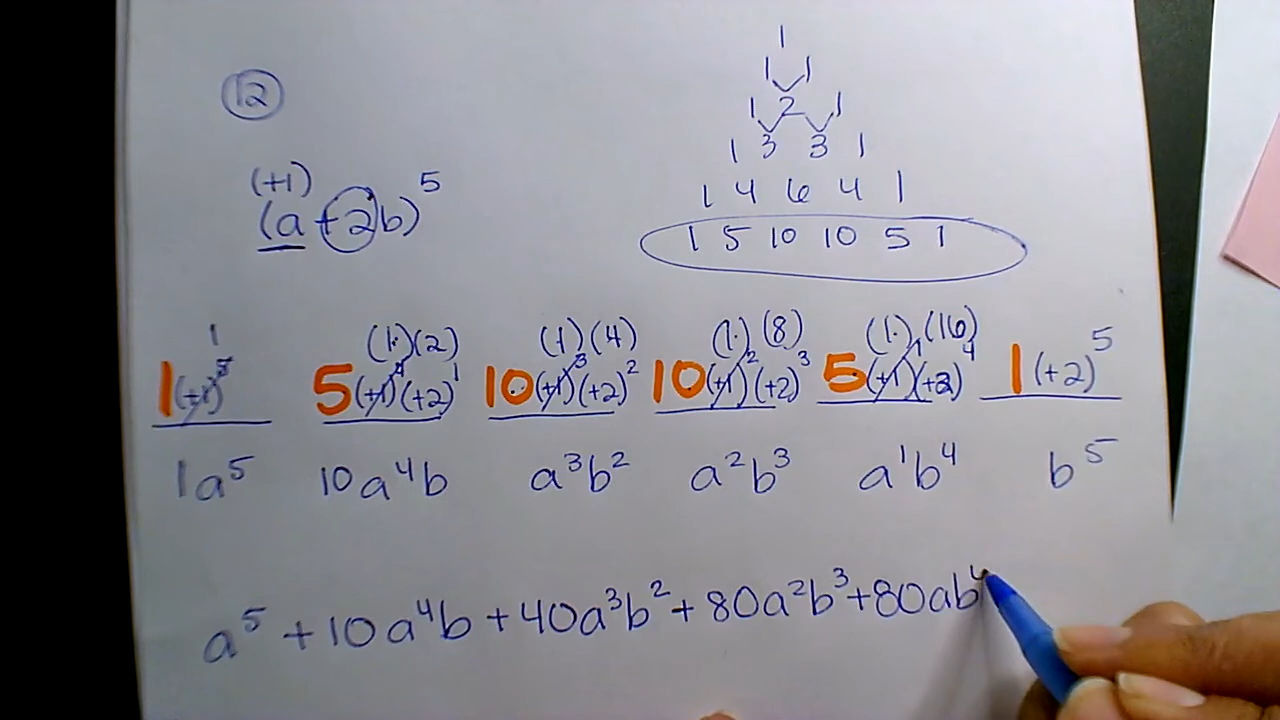 12
1
1 1
1 2 1
1 3 3 1
1 4 6 4 1
1 5 10 10 5 1
(+1)
(a+2b)^5
1 (1)(2) (1)(4) (1)(8) (1)(16)
1(+1)^5 5(+1)^4(+2)^1 10(+1)^3(+2)^2 10(+1)^2(+2)^3 5(+1)^1(+2)^4 1(+2)^5
1a^5 10a^4b a^3b^2 a^2b^3 a^1b^4 b^5
a^5 + 10a^4b + 40a^3b^2 + 80a^2b^3 + 80ab^4